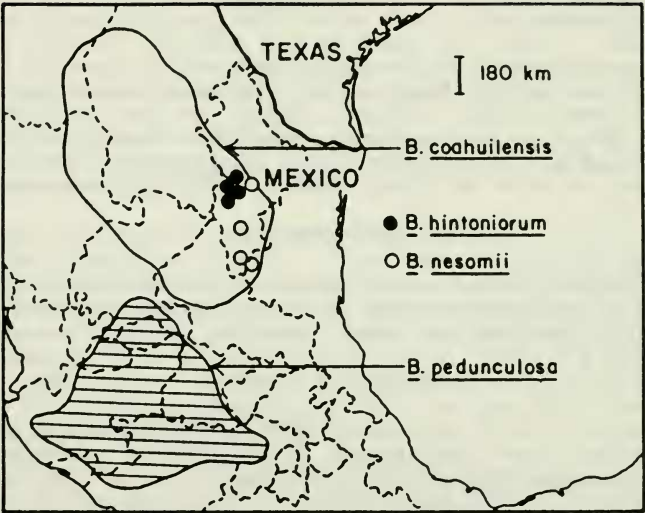 TEXAS
180 km
B. coahuilensis
MEXICO
B. hintoniorum
B. nesomii
B. pedunculosa